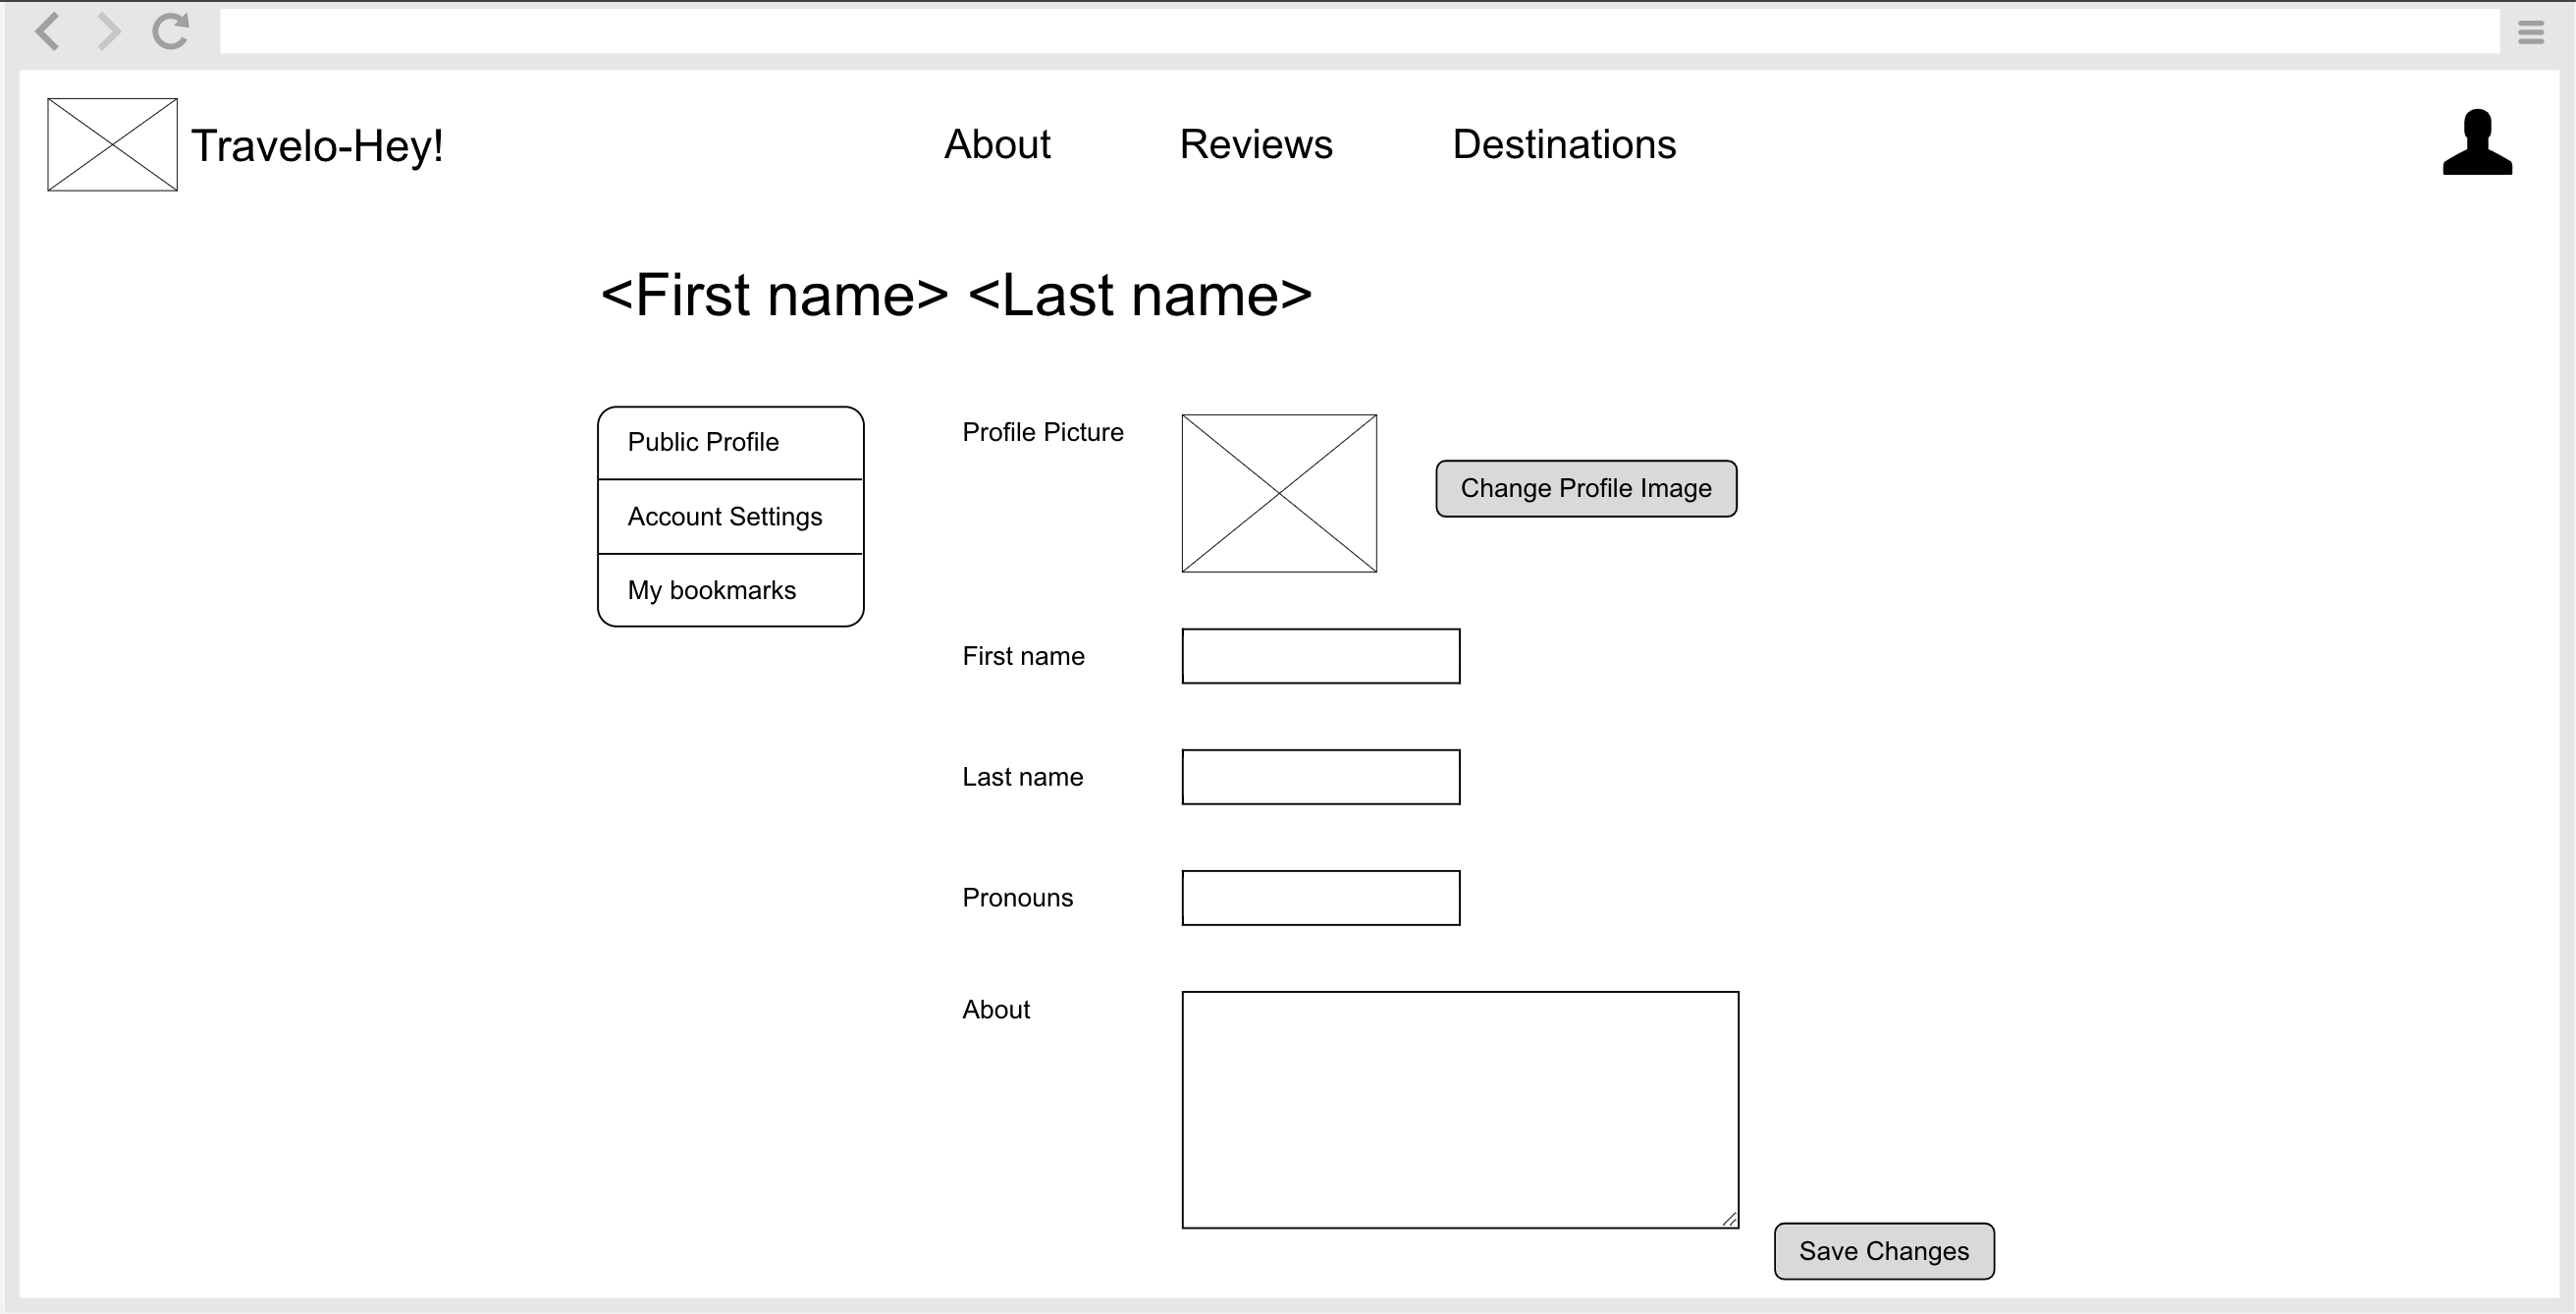 Travelo-Hey!
About
Reviews
Destinations
<First name> <Last name>
Public Profile
Account Settings
My bookmarks
Profile Picture
Change Profile Image
First name
Last name
Pronouns
About
Save Changes